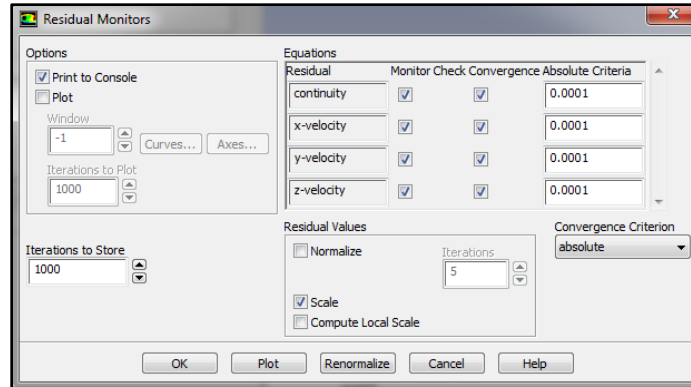 Residual Monitors
Options
Print to Console
Plot
Window
-1
Curves...
Axes...
Iterations to Plot
1000
Iterations to Store
1000
Equations
Residual Monitor Check Convergence Absolute Criteria
continuity 0.0001
x-velocity 0.0001
y-velocity 0.0001
z-velocity 0.0001
Residual Values
Normalize
Iterations
5
Scale
Compute Local Scale
Convergence Criterion
absolute
OK Plot Renormalize Cancel Help